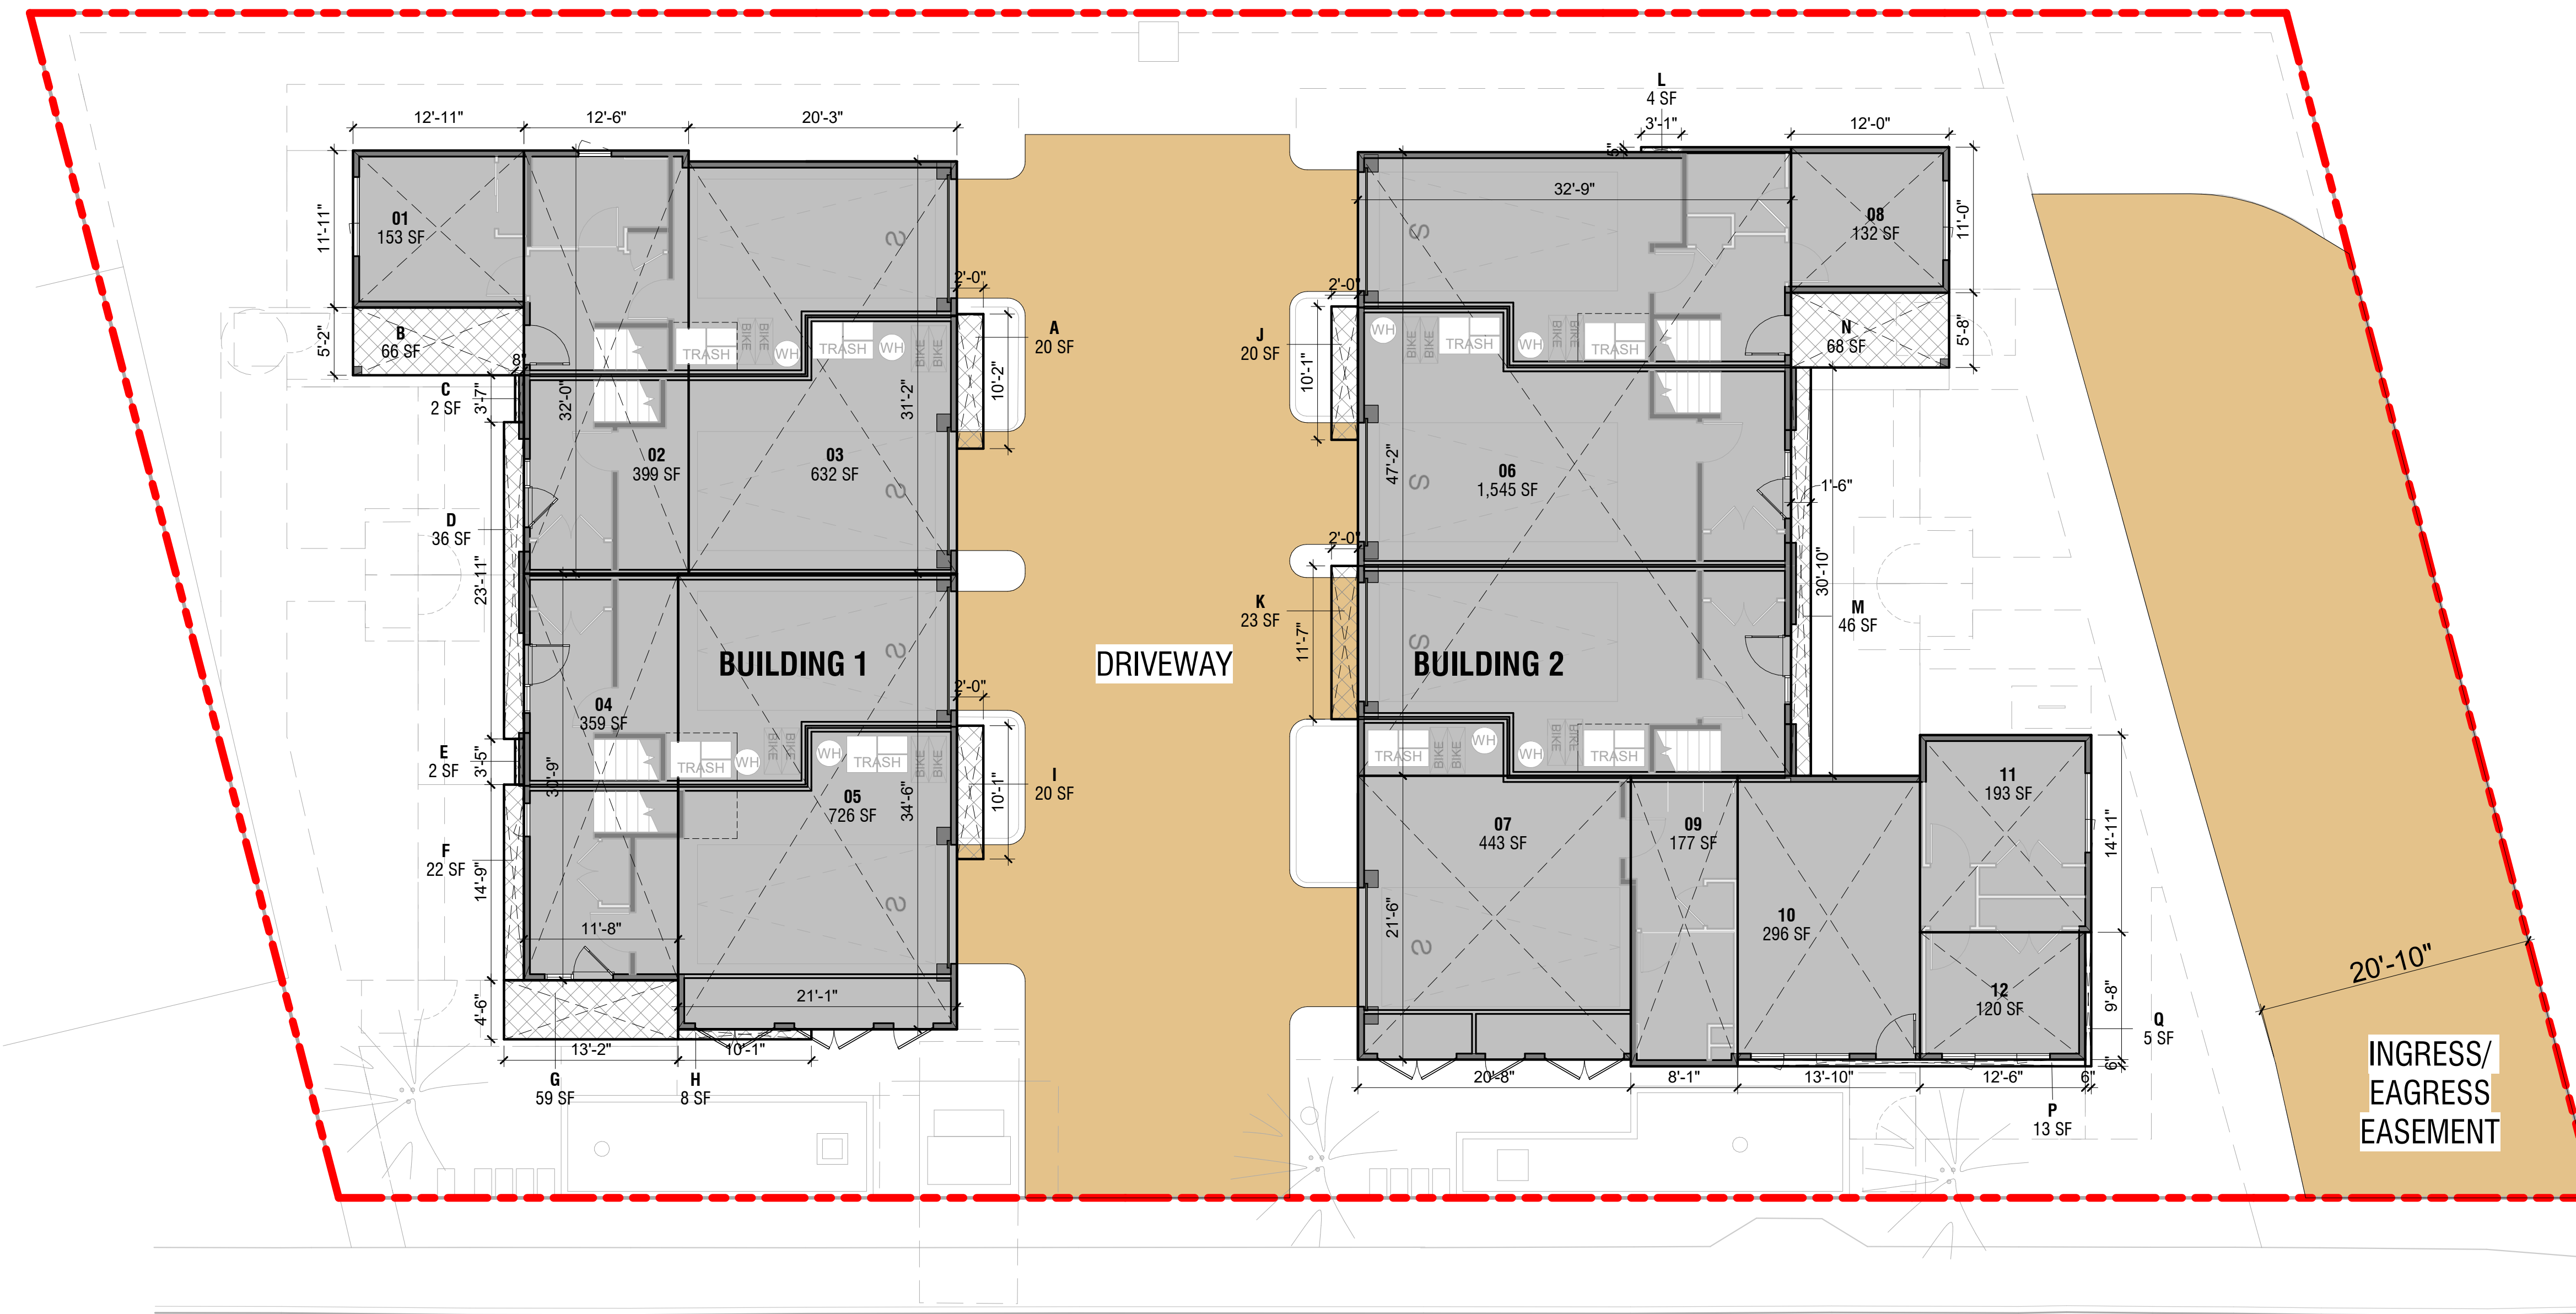 L
4 SF
12'-11"
12'-6"
20'-3"
3'-1"
12'-0"
5"
01
153 SF
11'-11"
S
2'-0"
32'-9"
S
08
132 SF
11'-0"
B
66 SF
5'-2"
8"
TRASH
BIKE
BIKE
WH
TRASH
WH
BIKE
BIKE
A
20 SF
10'-2"
2'-0"
J
20 SF
10'-1"
WH
BIKE
BIKE
TRASH
WH
BIKE
BIKE
TRASH
N
68 SF
5'-8"
C
2 SF
3'-7"
32'-0"
31'-2"
02
399 SF
03
632 SF
S
47'-2"
S
06
1,545 SF
1'-6"
D
36 SF
23'-11"
2'-0"
K
23 SF
11'-7"
30'-10"
M
46 SF
BUILDING 1
S
DRIVEWAY
S
BUILDING 2
04
359 SF
2'-0"
E
2 SF
3'-5"
30'-9"
TRASH
WH
BIKE
BIKE
WH
TRASH
BIKE
BIKE
I
20 SF
10'-1"
TRASH
BIKE
BIKE
WH
WH
BIKE
BIKE
TRASH
05
726 SF
34'-6"
07
443 SF
09
177 SF
11
193 SF
14'-11"
F
22 SF
14'-9"
11'-8"
S
21'-6"
S
10
296 SF
20'-10"
4'-6"
21'-1"
12
120 SF
9'-8"
Q
5 SF
13'-2"
10'-1"
6"
G
59 SF
H
8 SF
20'-8"
8'-1"
13'-10"
12'-6"
6"
P
13 SF
INGRESS/
EAGRESS
EASEMENT